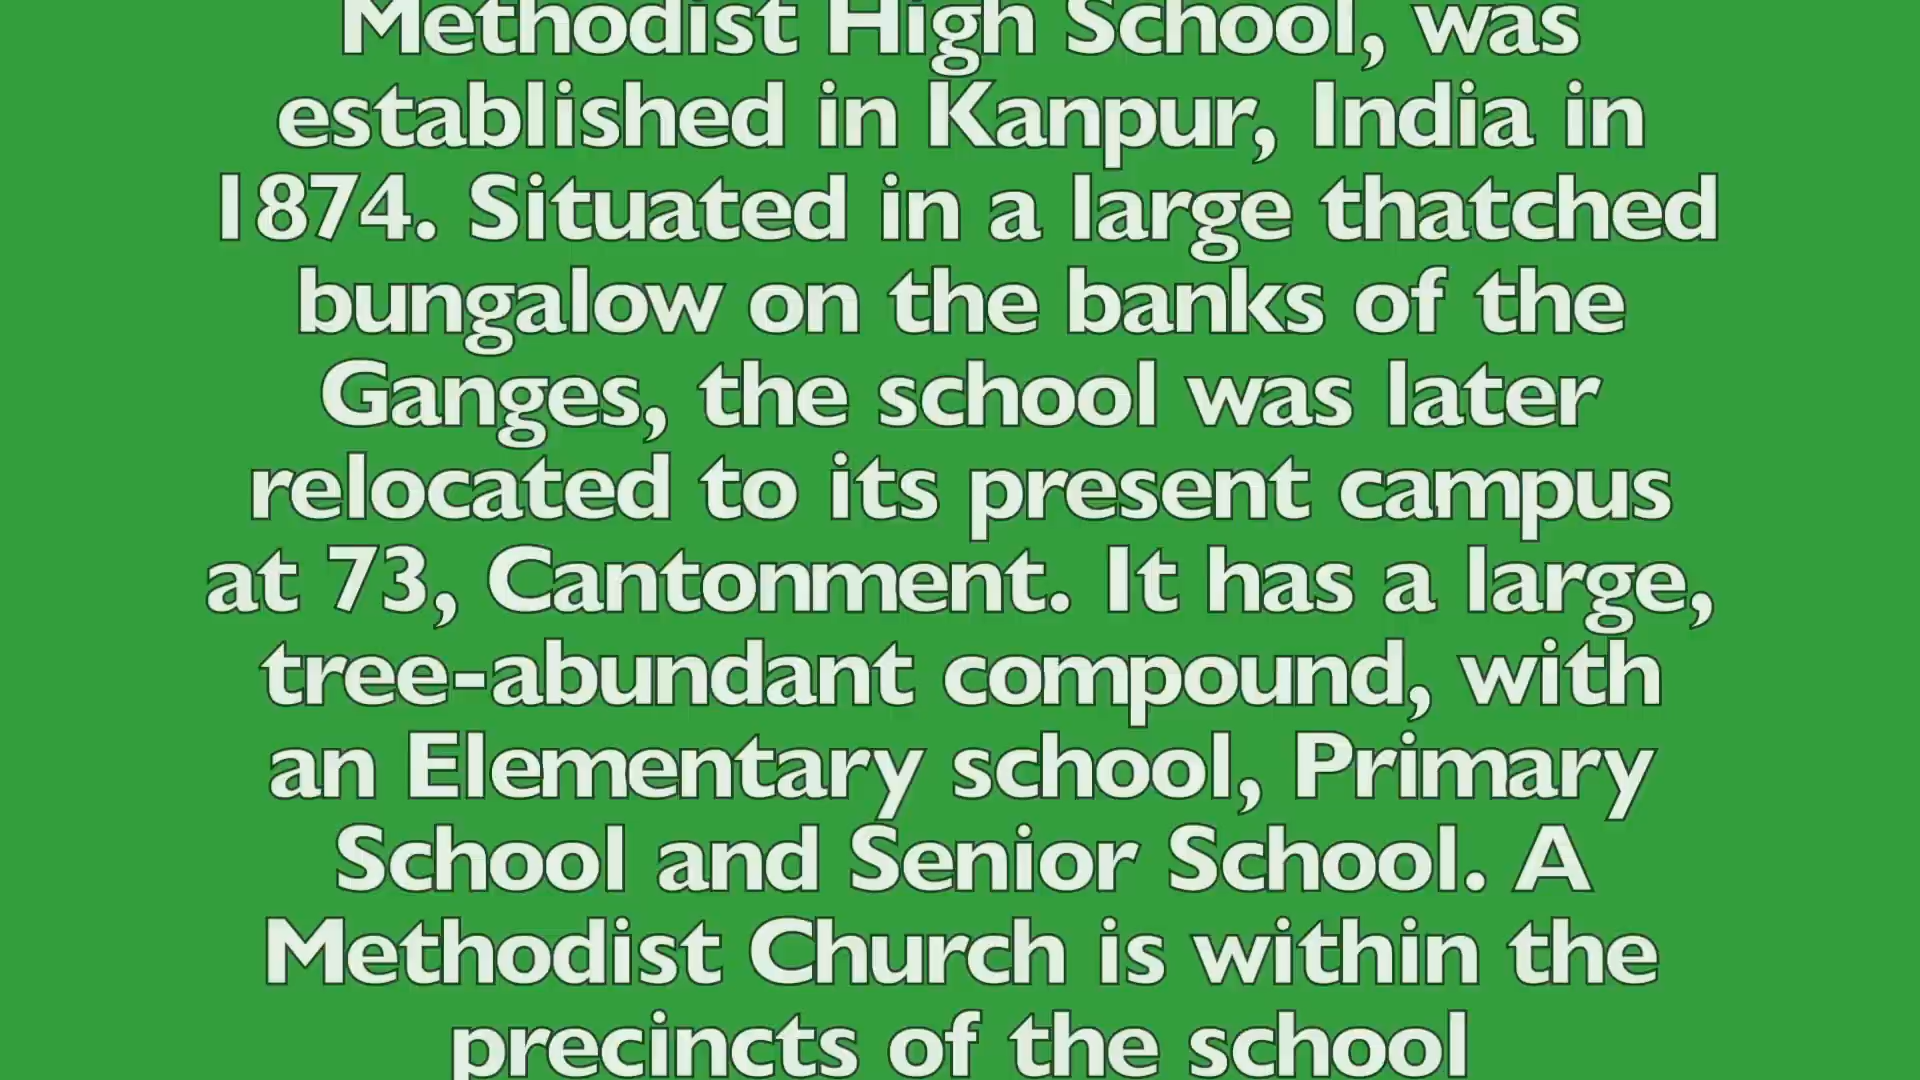 Methodist High School, was
established in Kanpur, India in
1874. Situated in a large thatched
bungalow on the banks of the
Ganges, the school was later
relocated to its present campus
at 73, Cantonment. It has a large,
tree-abundant compound, with
an Elementary school, Primary
School and Senior School. A
Methodist Church is within the
precincts of the school